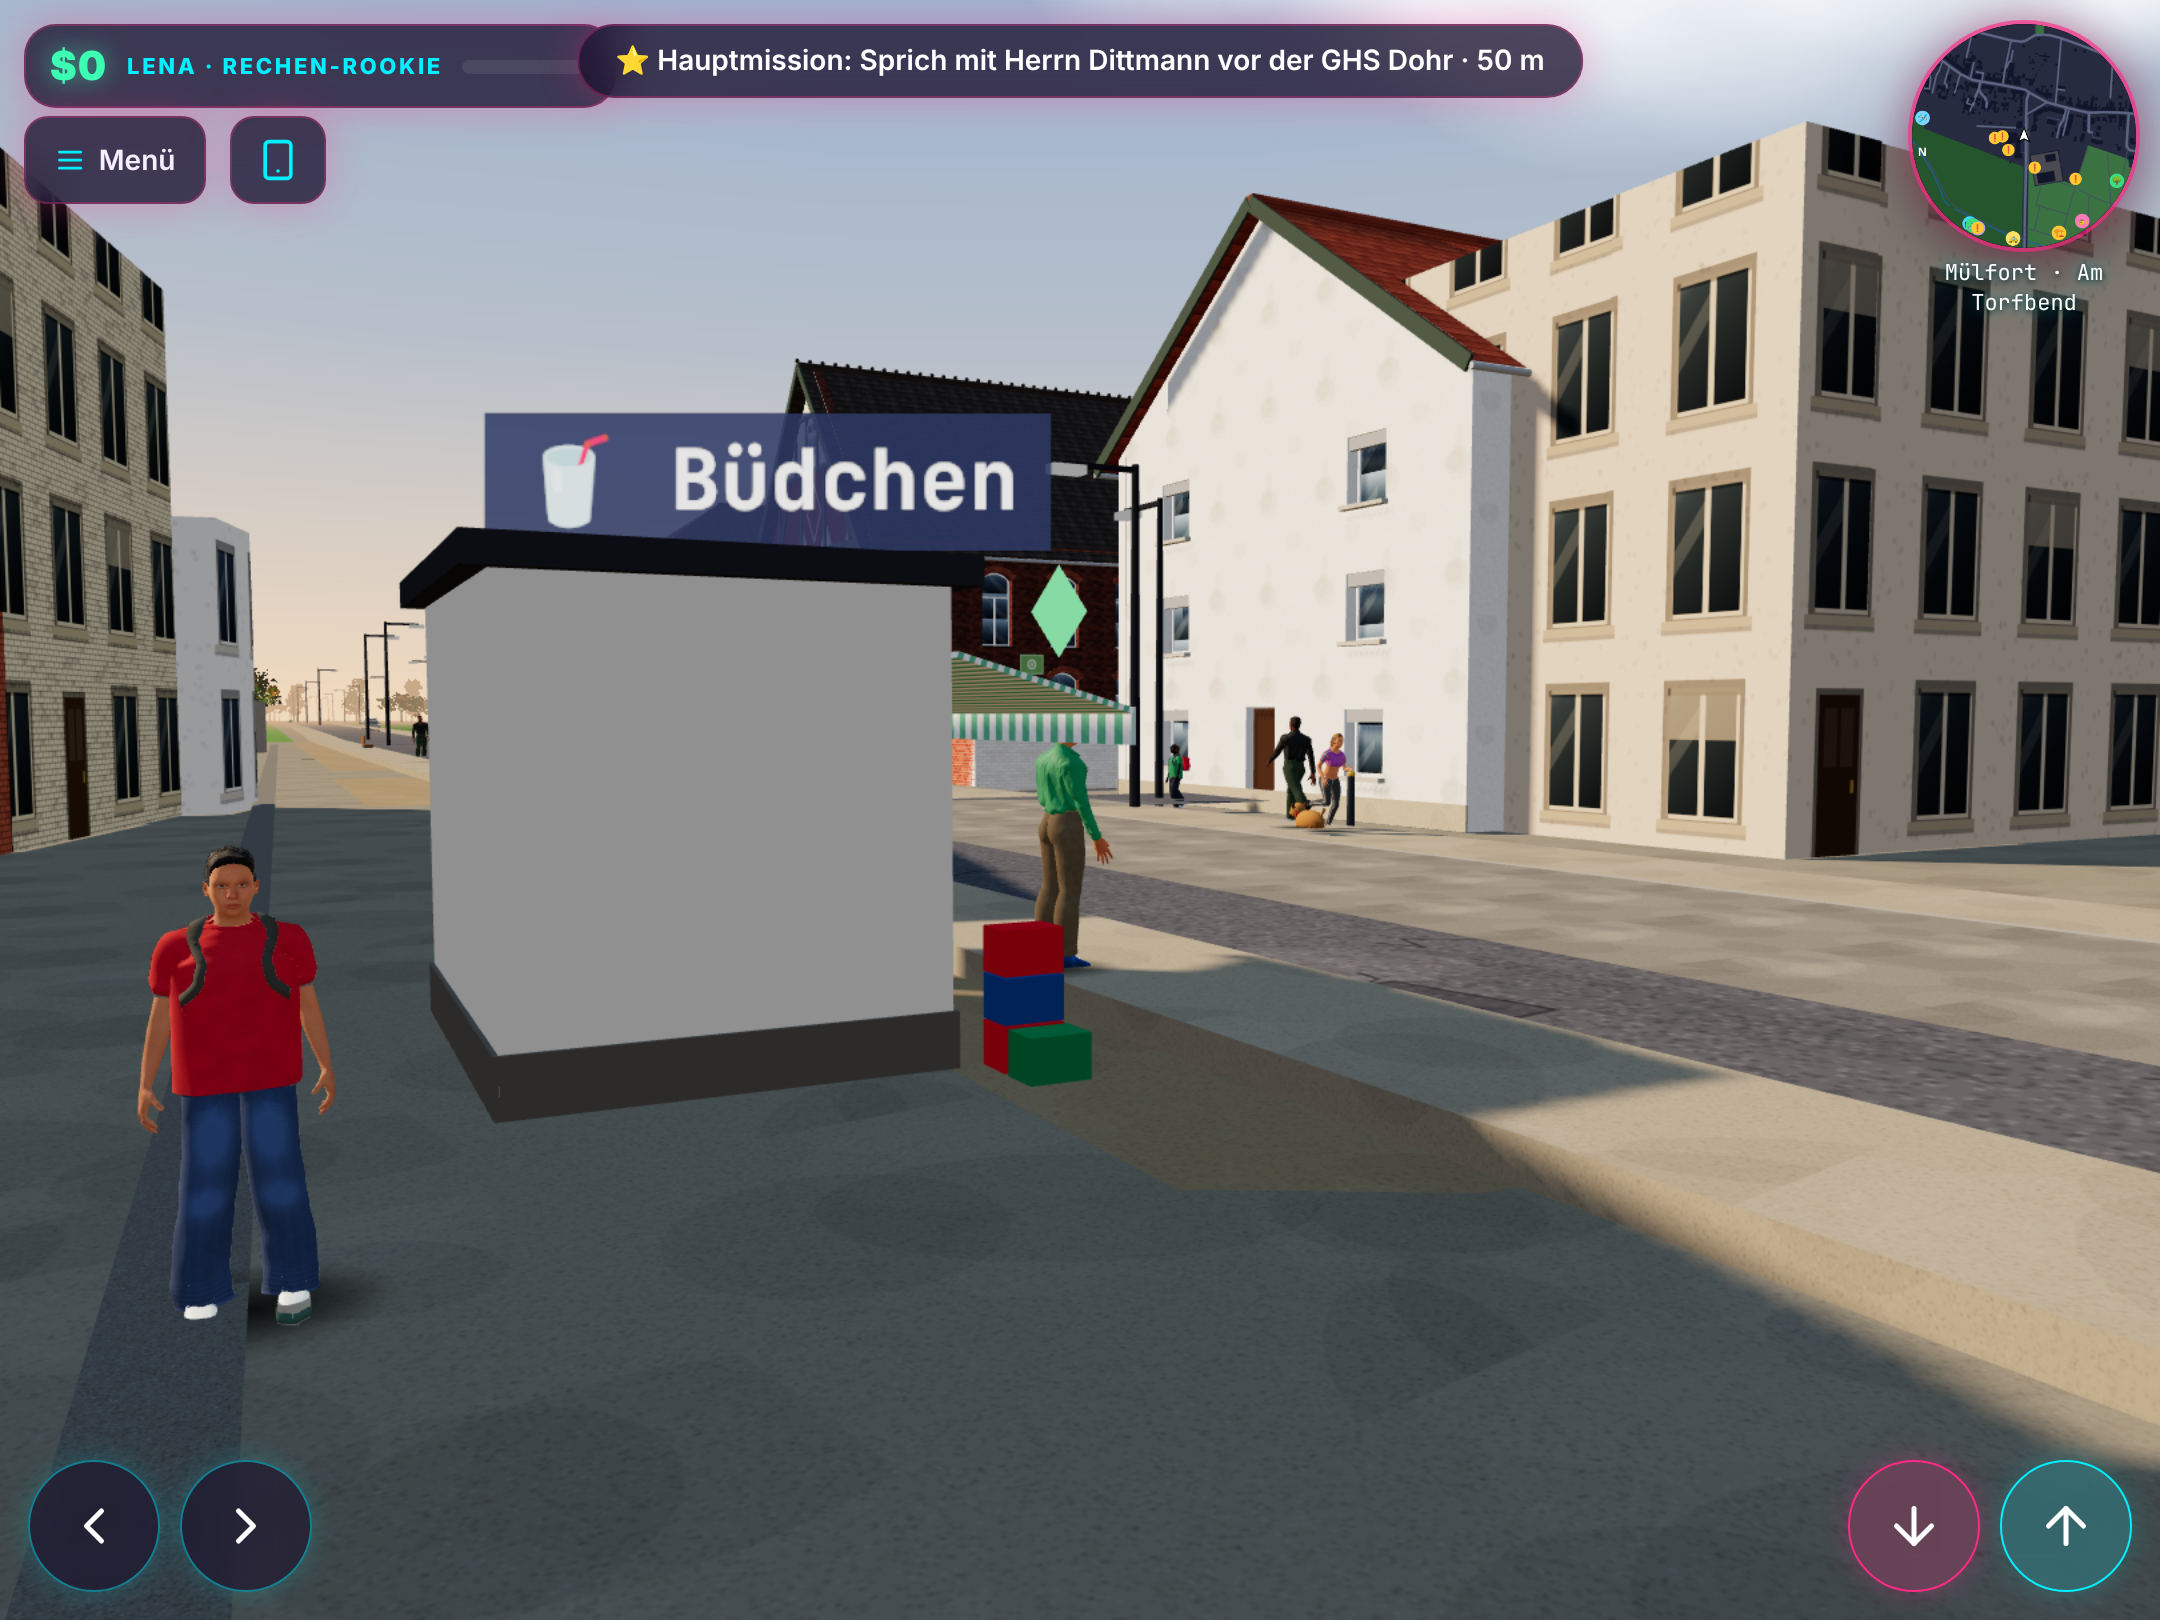 $0 LENA · RECHEN-ROOKIE
⭐ Hauptmission: Sprich mit Herrn Dittmann vor der GHS Dohr · 50 m
Menü
N
Mülfort · Am
Torfbend
Büdchen